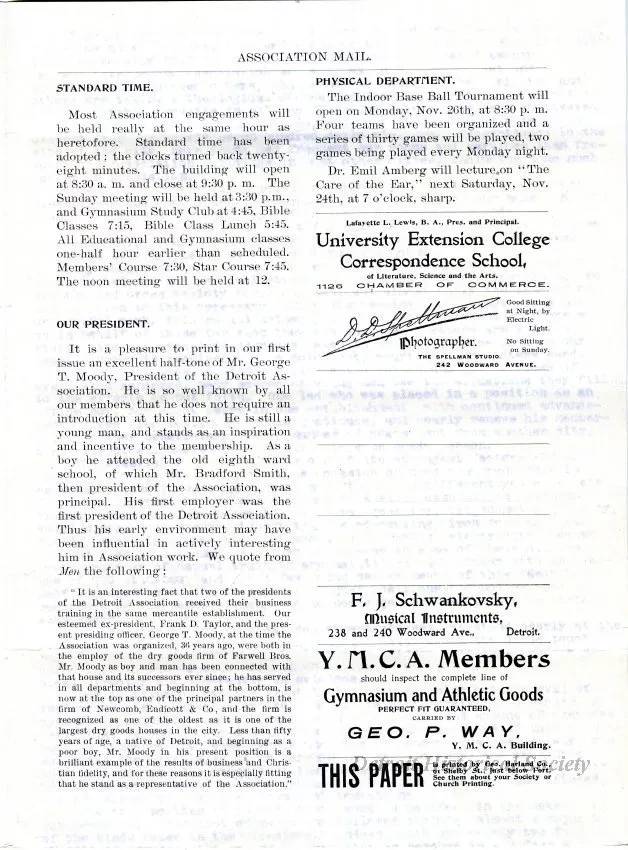 ASSOCIATION MAIL.
STANDARD TIME.
Most Association engagements will
be held really at the same hour as
heretofore. Standard time has been
adopted; the clocks turned back twenty-
eight minutes. The building will open
at 8:30 a. m. and close at 9:30 p. m. The
Sunday meeting will be held at 3:30 p.m.,
and Gymnasium Study Club at 4:45, Bible
Classes 7:15, Bible Class Lunch 5:45.
All Educational and Gymnasium classes
one-half hour earlier than scheduled.
Members' Course 7:30, Star Course 7:45.
The noon meeting will be held at 12.
OUR PRESIDENT.
It is a pleasure to print in our first
issue an excellent half-tone of Mr. George
T. Moody, President of the Detroit As-
sociation. He is so well known by all
our members that he does not require an
introduction at this time. He is still a
young man, and stands as an inspiration
and incentive to the membership. As a
boy he attended the old eighth ward
school, of which Mr. Bradford Smith,
then president of the Association, was
principal. His first employer was the
first president of the Detroit Association.
Thus his early environment may have
been influential in actively interesting
him in Association work. We quote from
Men the following:
"It is an interesting fact that two of the presidents
of the Detroit Association received their business
training in the same mercantile establishment. Our
esteemed ex-president, Frank D. Taylor, and the pres-
ent presiding officer, George T. Moody, at the time the
Association was organized, 36 years ago, were both in
the employ of the dry goods firm of Farwell Bros.
Mr. Moody as boy and man has been connected with
that house and its successors ever since; he has served
in all departments and beginning at the bottom, is
now at the top as one of the principal partners in the
firm of Newcomb, Endicott & Co, and the firm is
recognized as one of the oldest as it is one of the
largest dry goods houses in the city. Less than fifty
years of age, a native of Detroit, and beginning as a
poor boy, Mr. Moody in his present position is a
brilliant example of the results of business and Chris-
tian fidelity, and for these reasons it is especially fitting
that he stand as a representative of the Association."
PHYSICAL DEPARTMENT.
The Indoor Base Ball Tournament will
open on Monday, Nov. 26th, at 8:30 p. m.
Four teams have been organized and a
series of thirty games will be played, two
games being played every Monday night.
Dr. Emil Amberg will lecture on "The
Care of the Ear," next Saturday, Nov.
24th, at 7 o'clock, sharp.
Lafayette L. Lewis, B. A., Pres. and Principal.
University Extension College
Correspondence School,
of Literature, Science and the Arts.
1126 CHAMBER OF COMMERCE.
D.D. Spellman
Photographer.
THE SPELLMAN STUDIO.
242 WOODWARD AVENUE.
Good Sitting
at Night, by
Electric
Light.
No Sitting
on Sunday.
F. J. Schwankovsky,
Musical Instruments,
238 and 240 Woodward Ave., Detroit.
Y. M. C. A. Members
should inspect the complete line of
Gymnasium and Athletic Goods
PERFECT FIT GUARANTEED,
CARRIED BY
GEO. P. WAY,
Y. M. C. A. Building.
THIS PAPER
is printed by Geo. Harland Co.,
Shelby St., just below Fort.
See them about your Society or
Church Printing.
Detroit Historical Society